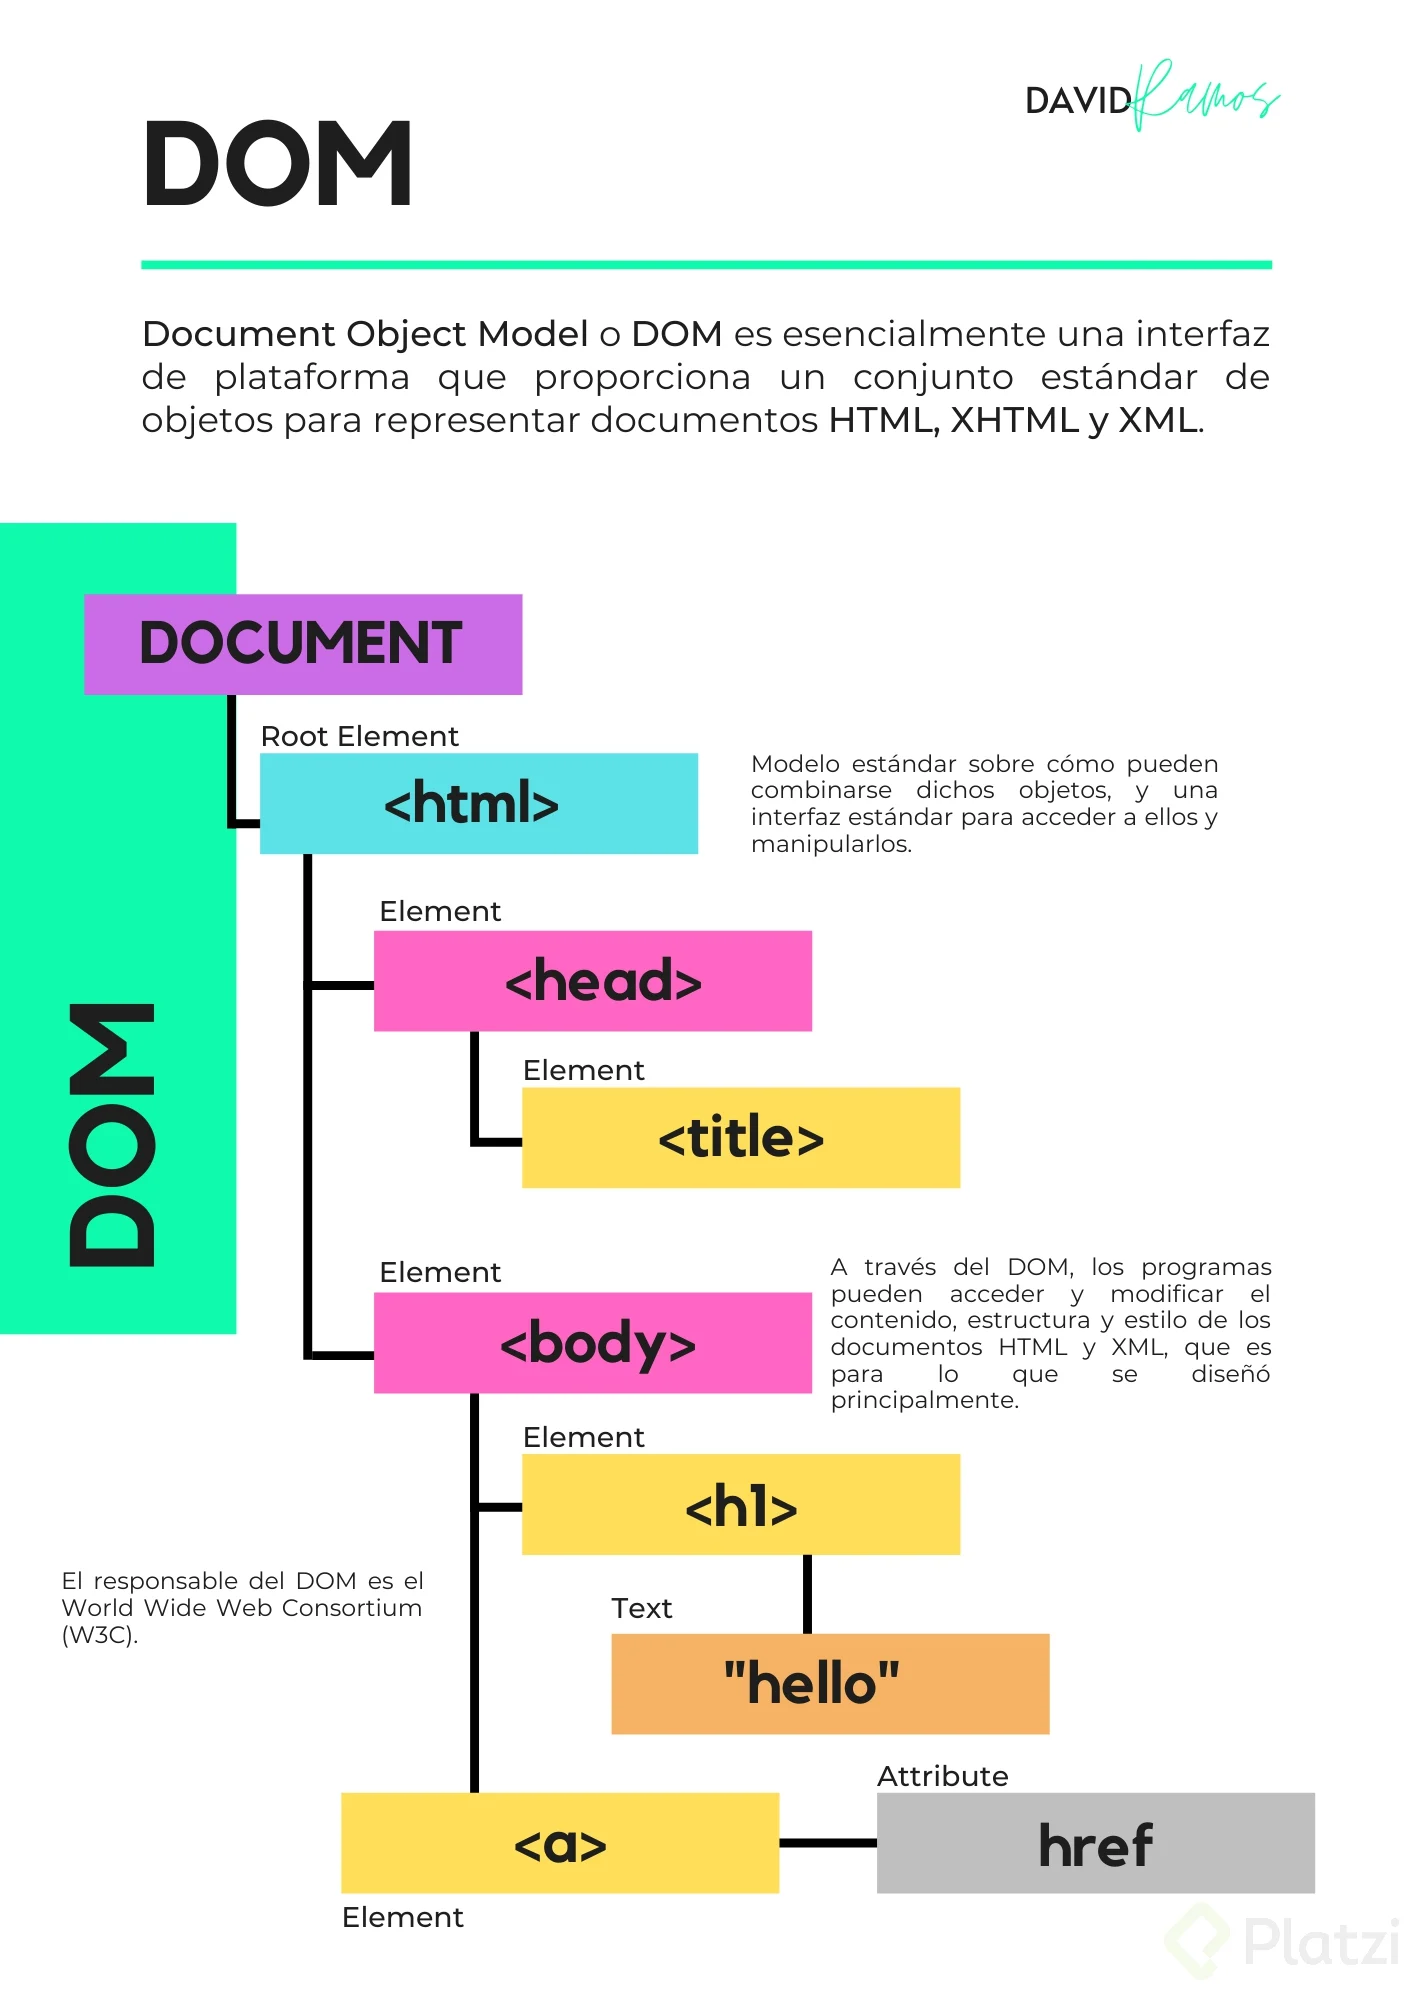 DAVID Ramos
DOM
Document Object Model o DOM es esencialmente una interfaz
de plataforma que proporciona un conjunto estándar de
objetos para representar documentos HTML, XHTML y XML.
DOCUMENT
Root Element
<html>
Modelo estándar sobre cómo pueden
combinarse dichos objetos, y una
interfaz estándar para acceder a ellos y
manipularlos.
Element
<head>
Element
<title>
DOM
Element
<body>
A través del DOM, los programas
pueden acceder y modificar el
contenido, estructura y estilo de los
documentos HTML y XML, que es
para lo que se diseñó
principalmente.
Element
<h1>
El responsable del DOM es el
World Wide Web Consortium
(W3C).
Text
"hello"
Attribute
<a>
href
Element
Platzi